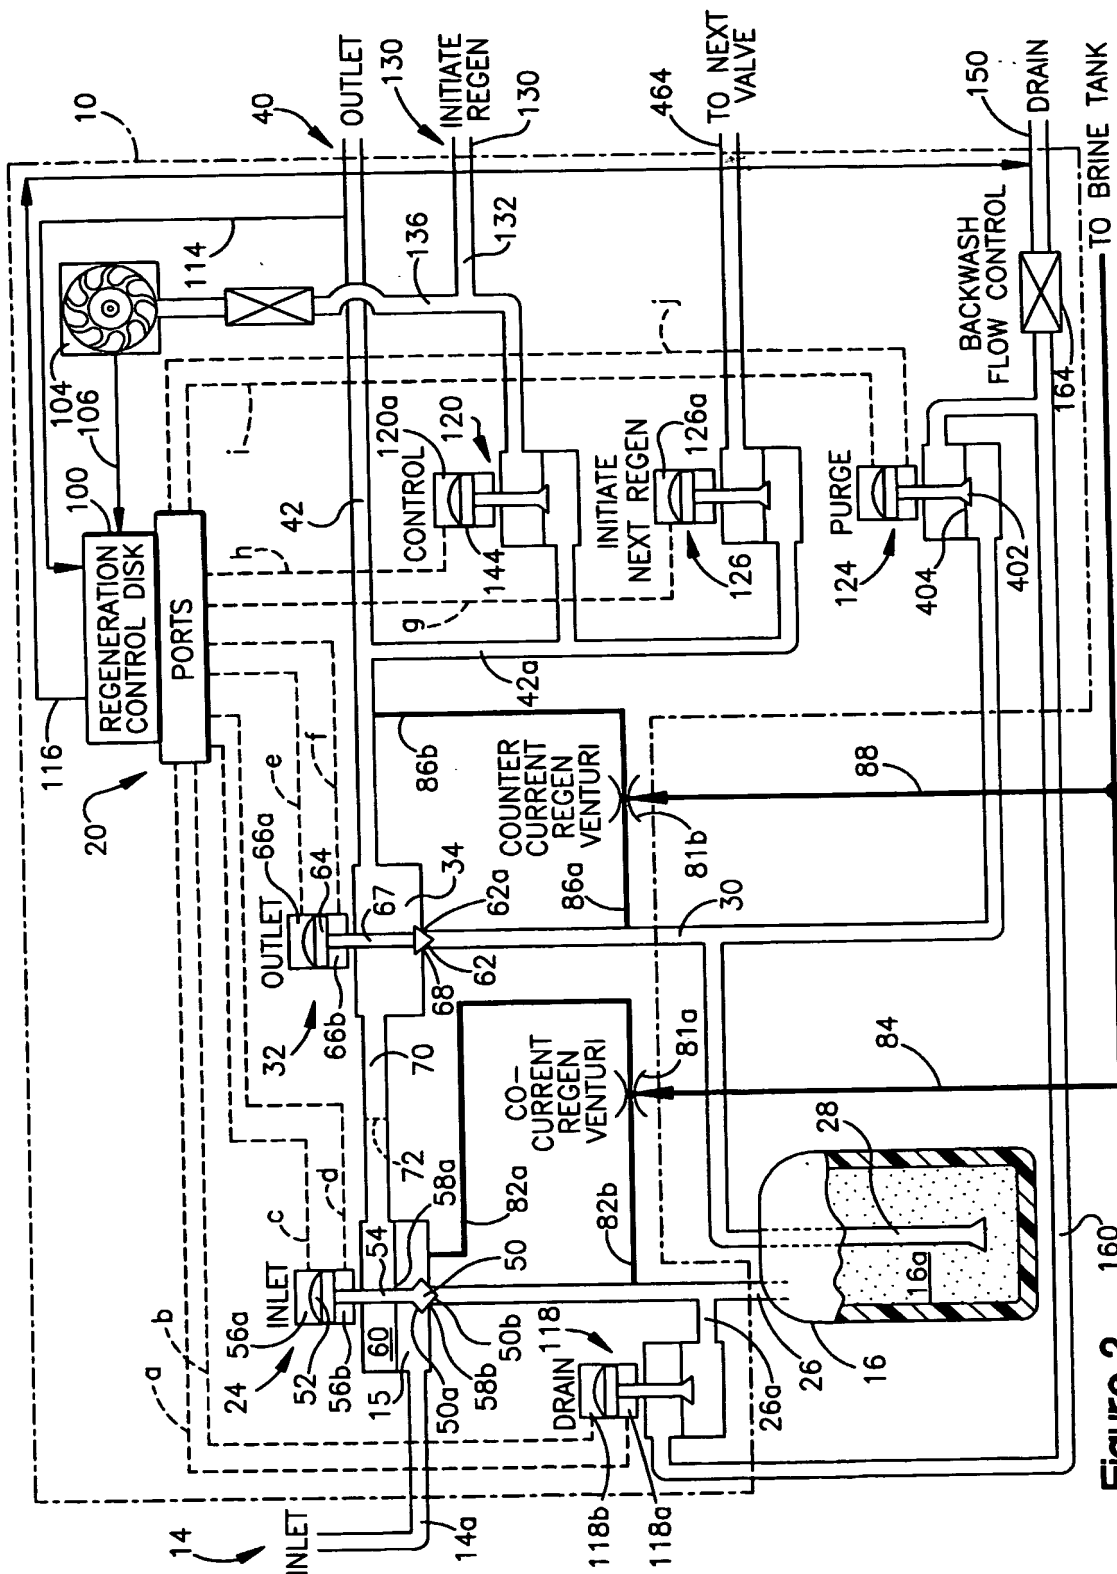 10
40
OUTLET
130
INITIATE
REGEN
130
132
136
114
104
106
100
REGENERATION
CONTROL DISK
PORTS
116
20
464
TO NEXT
VALVE
150
DRAIN
TO BRINE TANK
BACKWASH
FLOW CONTROL
164
j
i
h
g
f
e
d
c
b
a
42
CONTROL
120a
120
144
INITIATE
NEXT REGEN
126a
126
PURGE
124
404
402
42a
86b
COUNTER
CURRENT
REGEN
VENTURI
81b
86a
88
OUTLET
66a
64
66b
32
67
34
62a
62
68
30
70
72
CO-
CURRENT
REGEN
VENTURI
81a
84
82a
82b
INLET
56a
24
52
56b
54
58a
60
15
50
50a
58b
50b
DRAIN
118
118b
118a
26a
26
16
16a
28
160
14
INLET
14a
Figure 2